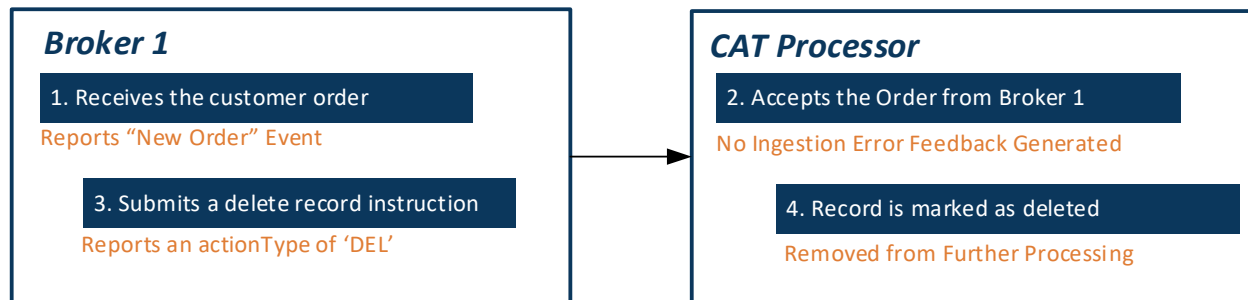 Broker 1
1. Receives the customer order
Reports “New Order” Event
3. Submits a delete record instruction
Reports an actionType of ‘DEL’
CAT Processor
2. Accepts the Order from Broker 1
No Ingestion Error Feedback Generated
4. Record is marked as deleted
Removed from Further Processing